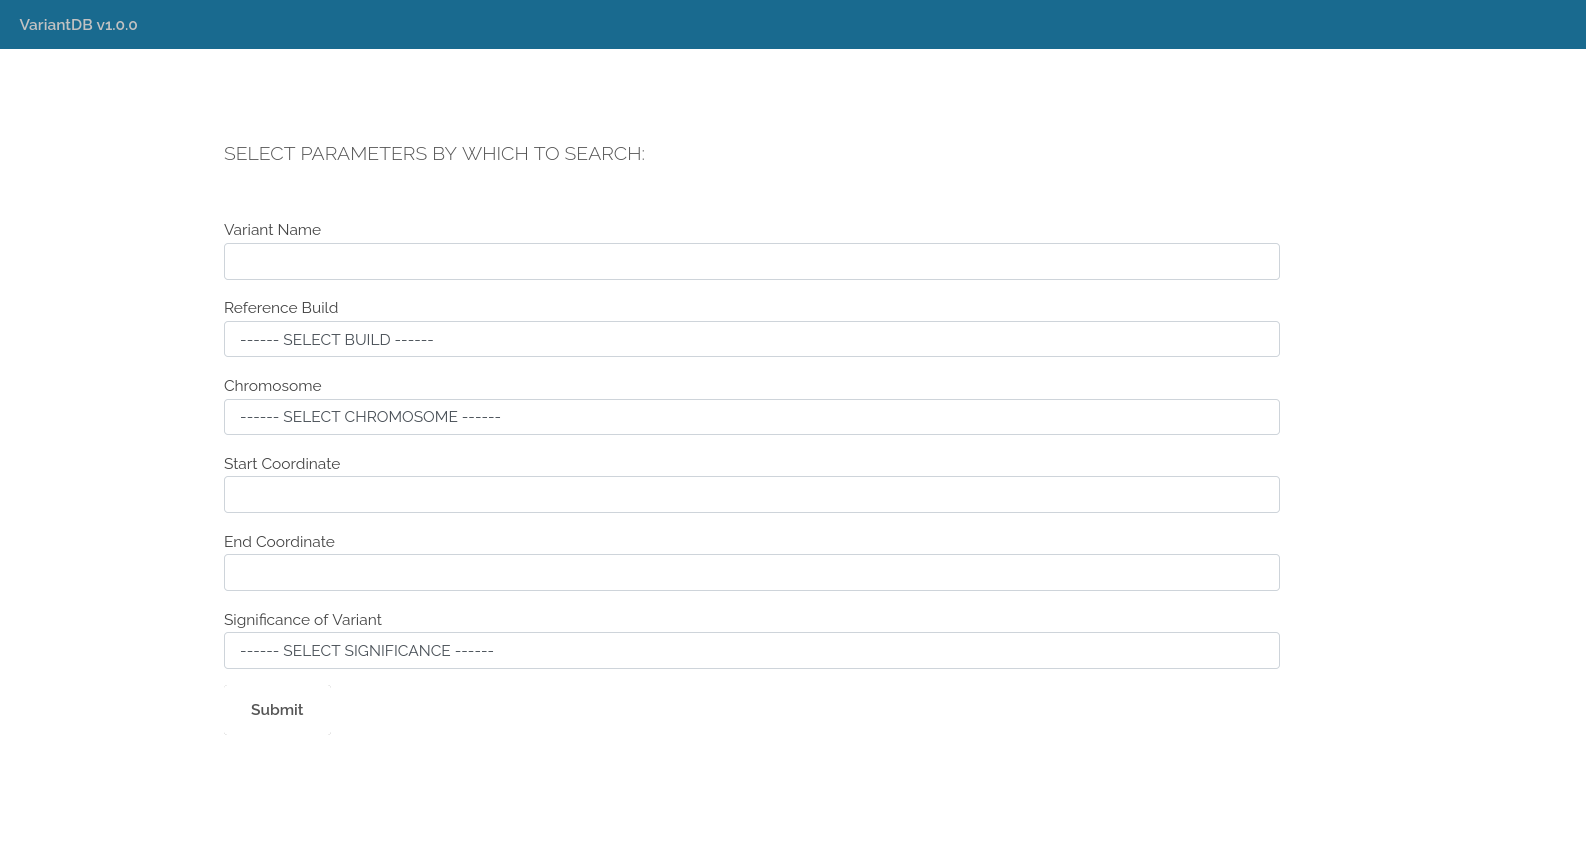 VariantDB v1.0.0
SELECT PARAMETERS BY WHICH TO SEARCH:
Variant Name
Reference Build
------ SELECT BUILD ------
Chromosome
------ SELECT CHROMOSOME ------
Start Coordinate
End Coordinate
Significance of Variant
------ SELECT SIGNIFICANCE ------
Submit